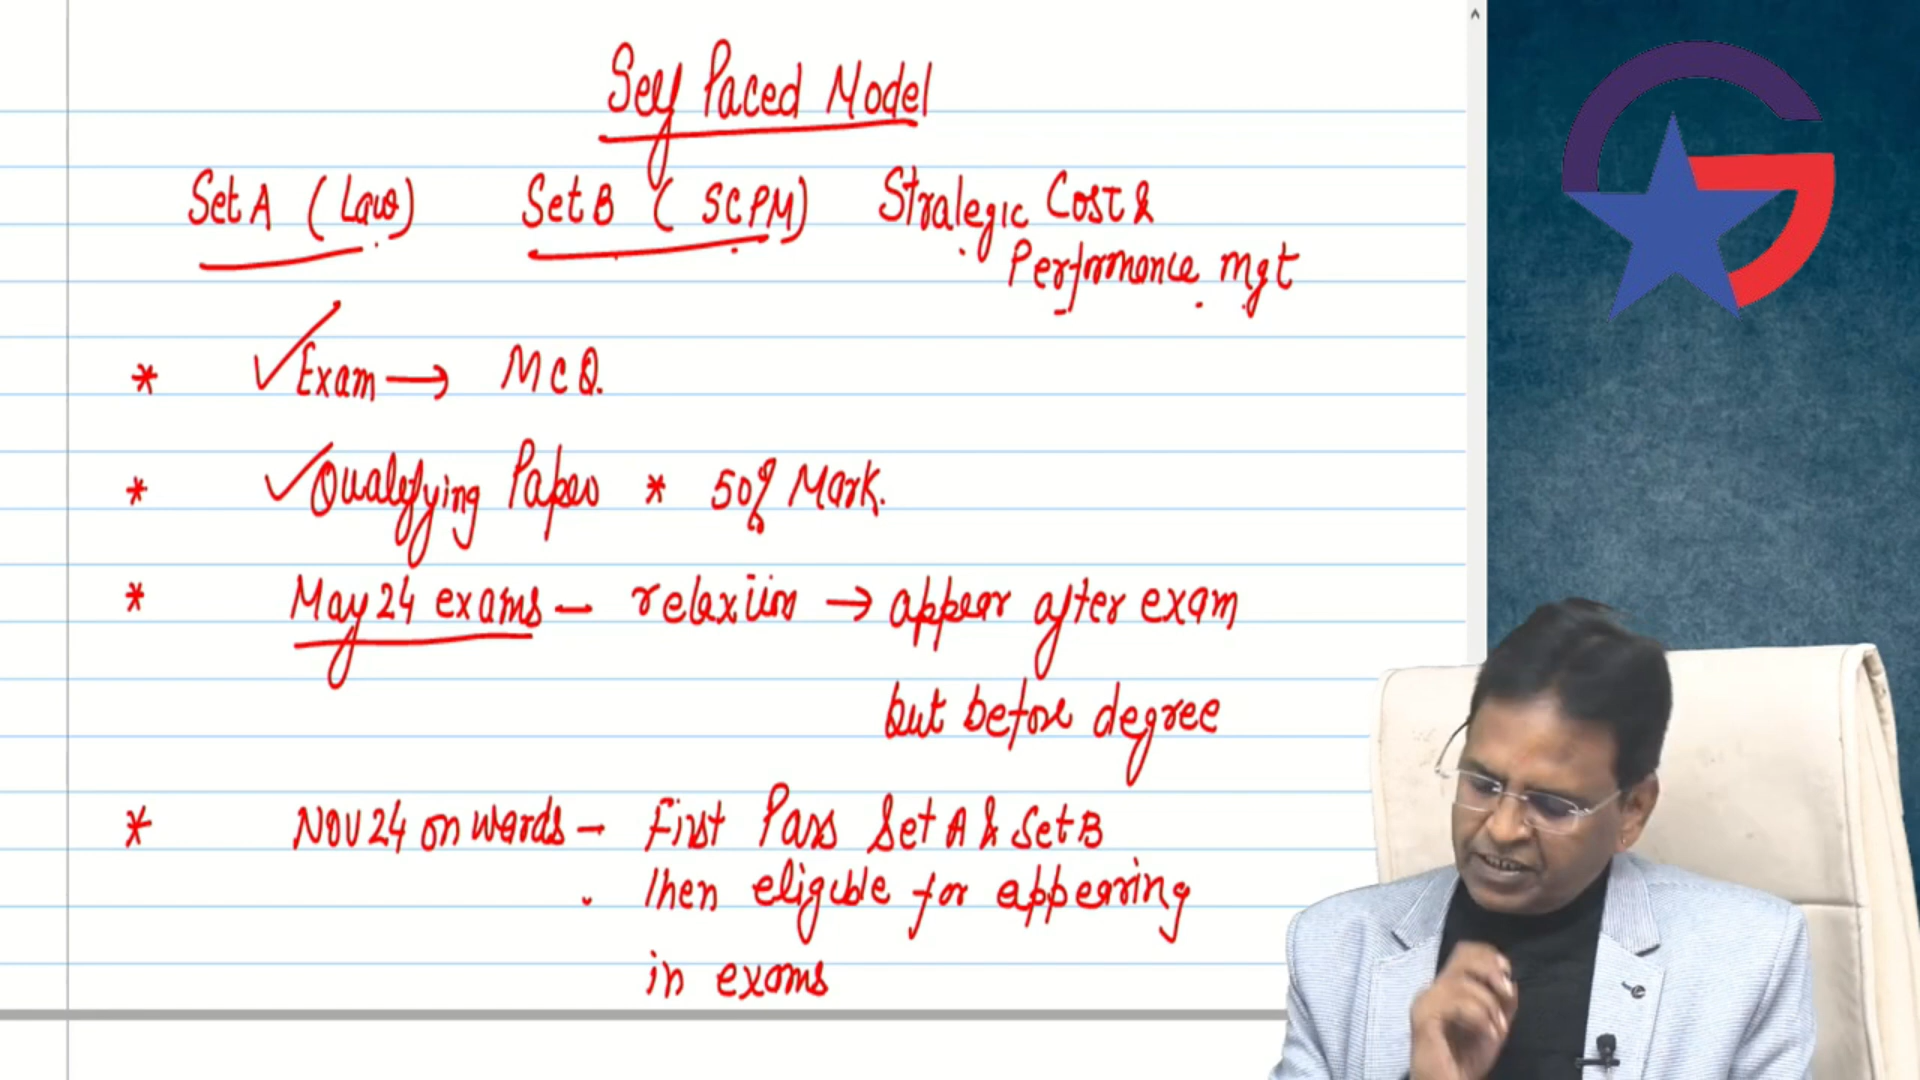 Self Paced Model
Set A (Law) Set B (SCPM) Strategic Cost &
Performance mgt
* ✓ Exam → MCQ.
* ✓ Qualifying Paper * 50% Mark.
* May 24 exams – relaxtion → appear after exam
but before degree
* Nov 24 onwards – First Pass Set A & Set B
. Then eligible for appearing
in exams